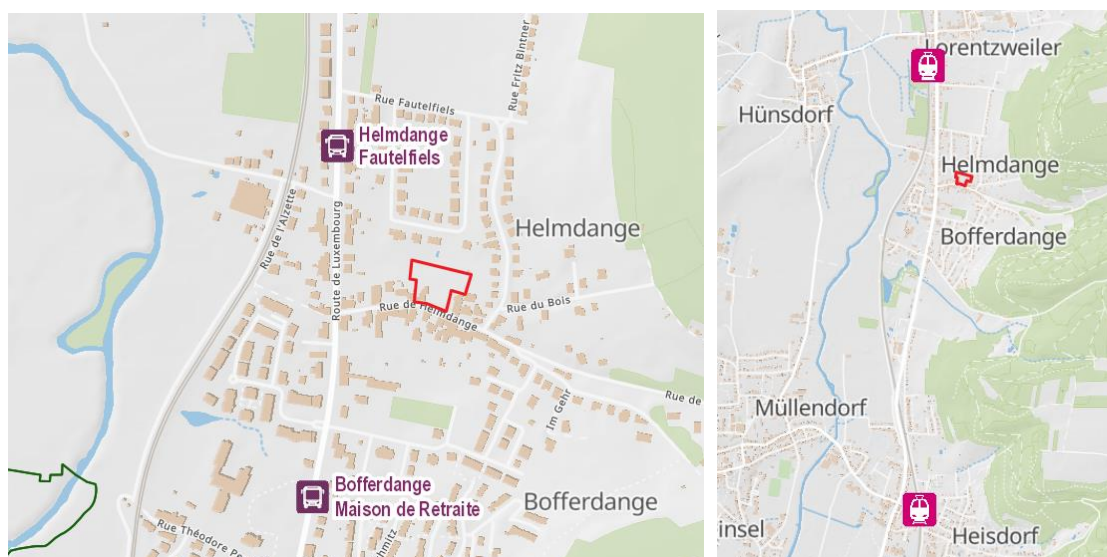 Rue Fritz Bintner
Rue Fautelfiels
Helmdange
Fautelfiels
Rue de l'Alzette
Route de Luxembourg
Helmdange
Rue du Bois
Rue de Helmdange
Rue de
Im Gehr
Bofferdange
Maison de Retraite
Bofferdange
Rue Théodore
Lorentzweiler
Hünsdorf
Helmdange
Bofferdange
Müllendorf
insel
Heisdorf